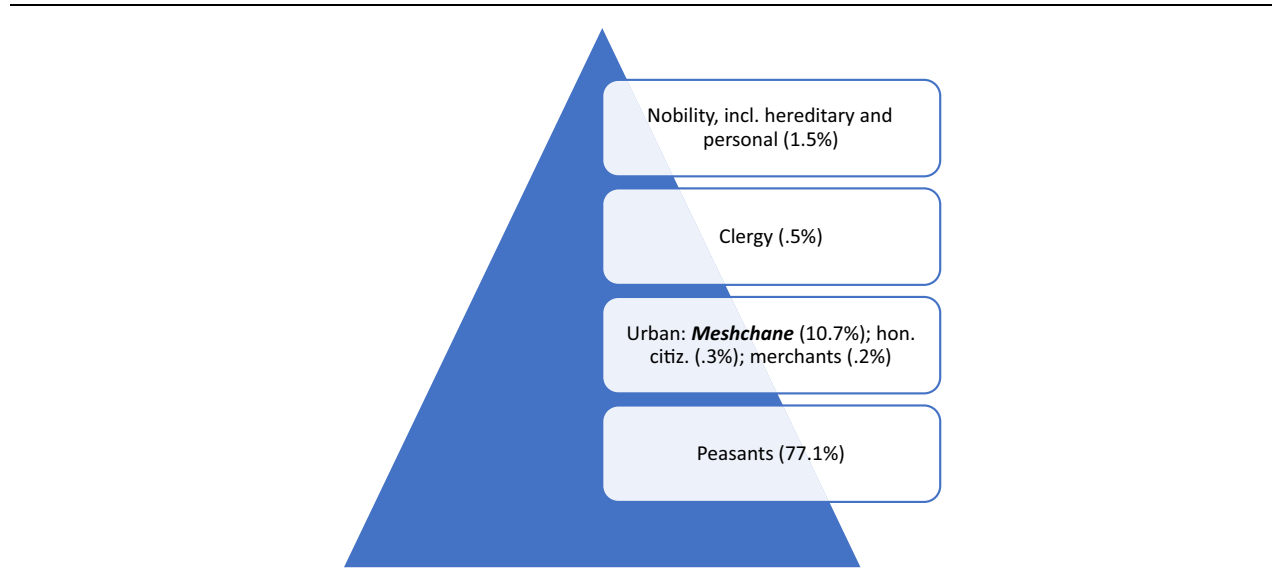 Nobility, incl. hereditary and
personal (1.5%)
Clergy (.5%)
Urban: Meshchane (10.7%); hon.
citiz. (.3%); merchants (.2%)
Peasants (77.1%)